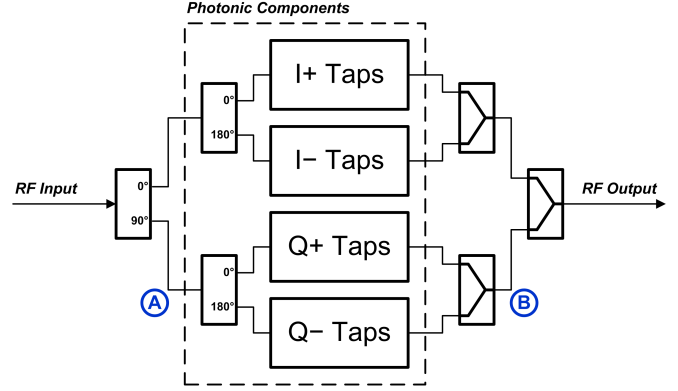 Photonic Components
I+ Taps
0°
180°
I− Taps
RF Input
0°
90°
RF Output
Q+ Taps
0°
A
180°
B
Q− Taps